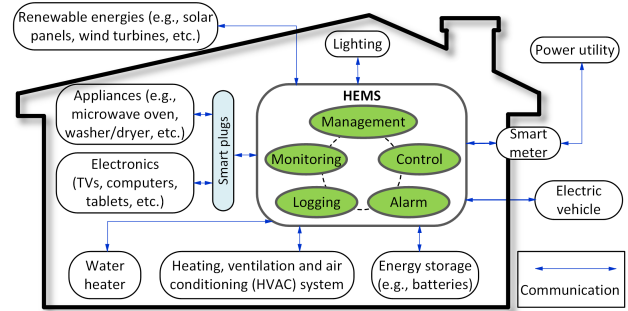 Renewable energies (e.g., solar
panels, wind turbines, etc.)
Lighting
Power utility
Appliances (e.g.,
microwave oven,
washer/dryer, etc.)
Smart plugs
HEMS
Management
Monitoring
Control
Logging
Alarm
Smart
meter
Electronics
(TVs, computers,
tablets, etc.)
Electric
vehicle
Water
heater
Heating, ventilation and air
conditioning (HVAC) system
Energy storage
(e.g., batteries)
Communication